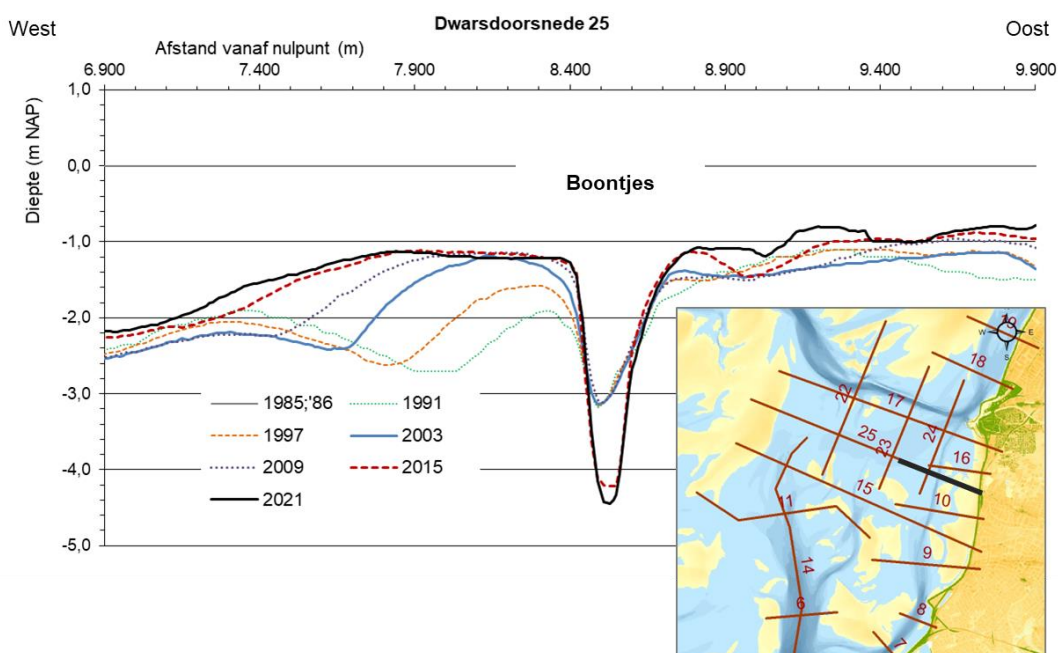 Dwarsdoorsnede 25
West
Oost
Afstand vanaf nulpunt (m)
6.900 7.400 7.900 8.400 8.900 9.400 9.900
Diepte (m NAP)
1,0
0,0
-1,0
-2,0
-3,0
-4,0
-5,0
Boontjes
1985;'86 1991
1997 2003
2009 2015
2021
19
N
W E
S
18
22
17
24
25
23
16
15
10
11
9
14
6
8
7